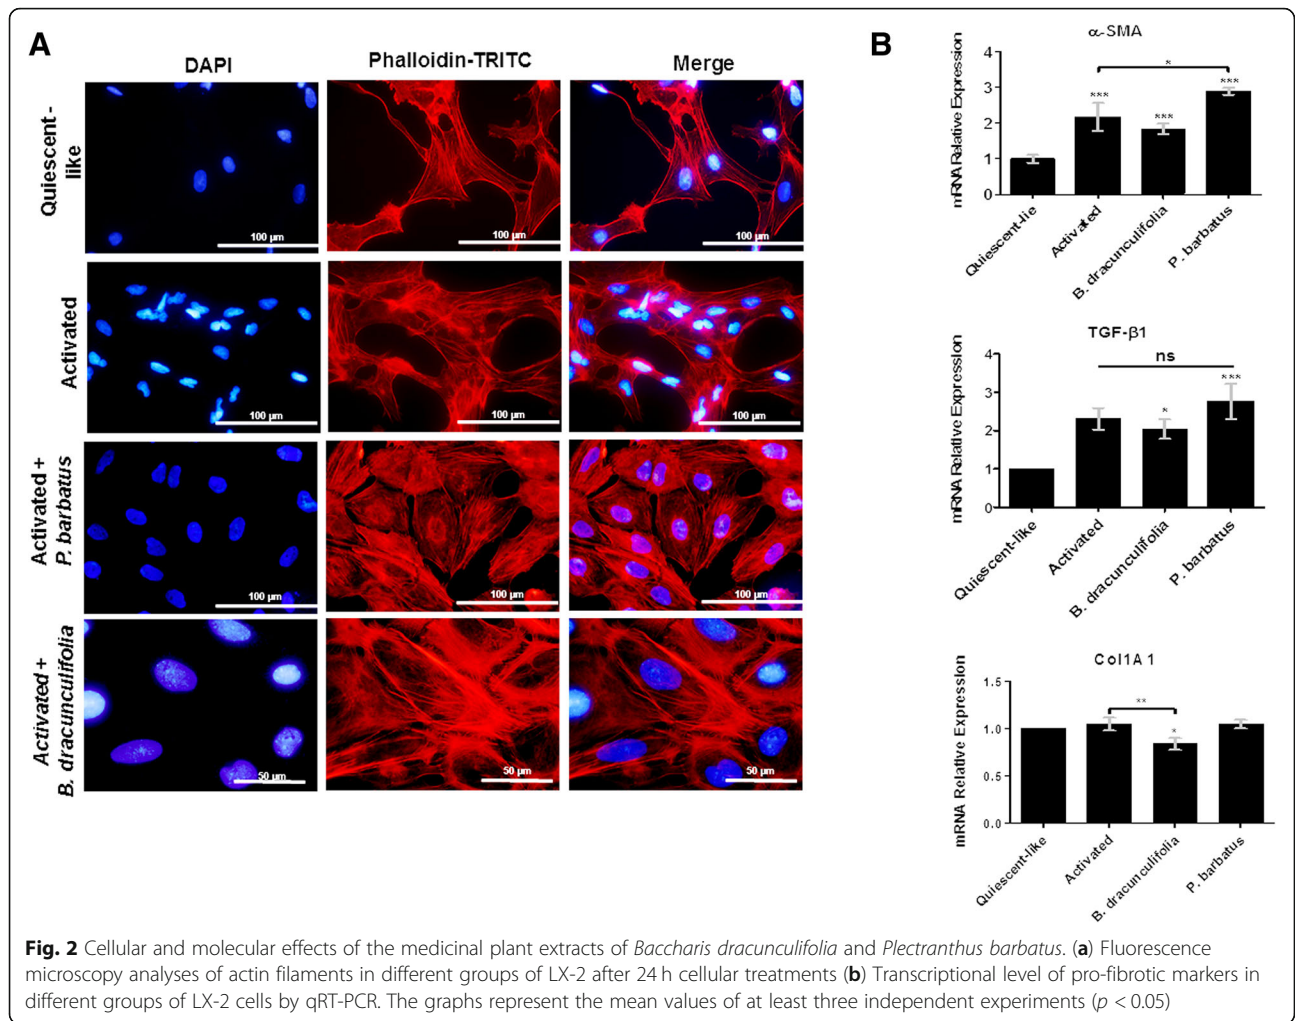 A
DAPI
Phalloidin-TRITC
Merge
Quiescent -
like
100 µm
100 µm
100 µm
Activated
100 µm
100 µm
100 µm
Activated +
P. barbatus
100 µm
100 µm
100 µm
Activated +
B. dracunculifolia
50 µm
50 µm
50 µm
B
α-SMA
mRNA Relative Expression
4
3
2
1
0
*
***
***
***
Quiescent-lie
Activated
B. dracunculifolia
P. barbatus
TGF-β1
mRNA Relative Expression
4
3
2
1
0
ns
*
***
Quiescent-like
Activated
B. dracunculifolia
P. barbatus
Col1A1
mRNA Relative Expression
1.5
1.0
0.5
0.0
**
*
Quiescent-like
Activated
B. dracunculifolia
P. barbatus
Fig. 2 Cellular and molecular effects of the medicinal plant extracts of Baccharis dracunculifolia and Plectranthus barbatus. (a) Fluorescence
microscopy analyses of actin filaments in different groups of LX-2 after 24 h cellular treatments (b) Transcriptional level of pro-fibrotic markers in
different groups of LX-2 cells by qRT-PCR. The graphs represent the mean values of at least three independent experiments (p < 0.05)